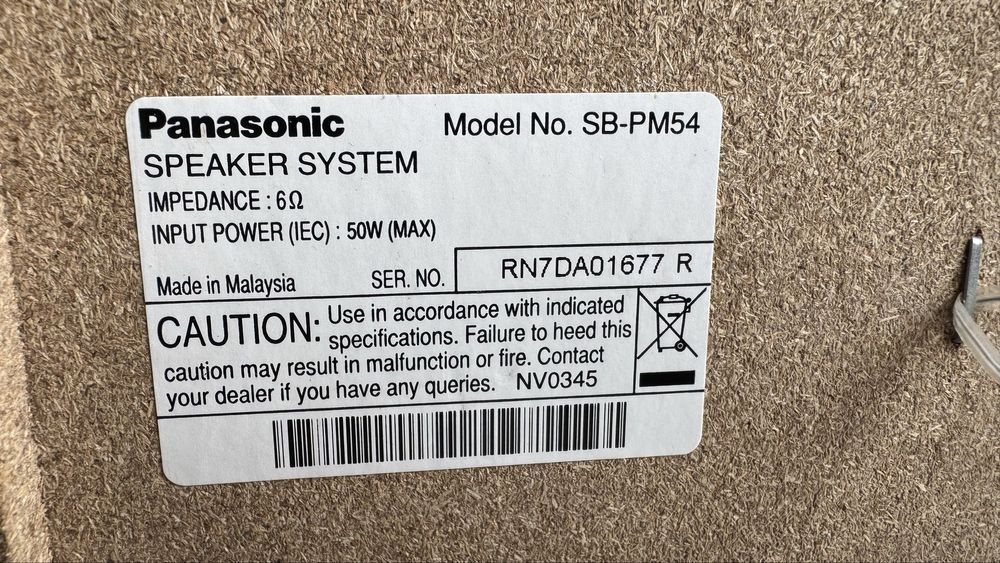 Panasonic Model No. SB-PM54
SPEAKER SYSTEM
IMPEDANCE : 6Ω
INPUT POWER (IEC) : 50W (MAX)
Made in Malaysia SER. NO. RN7DA01677 R
CAUTION: Use in accordance with indicated
specifications. Failure to heed this
caution may result in malfunction or fire. Contact
your dealer if you have any queries. NV0345